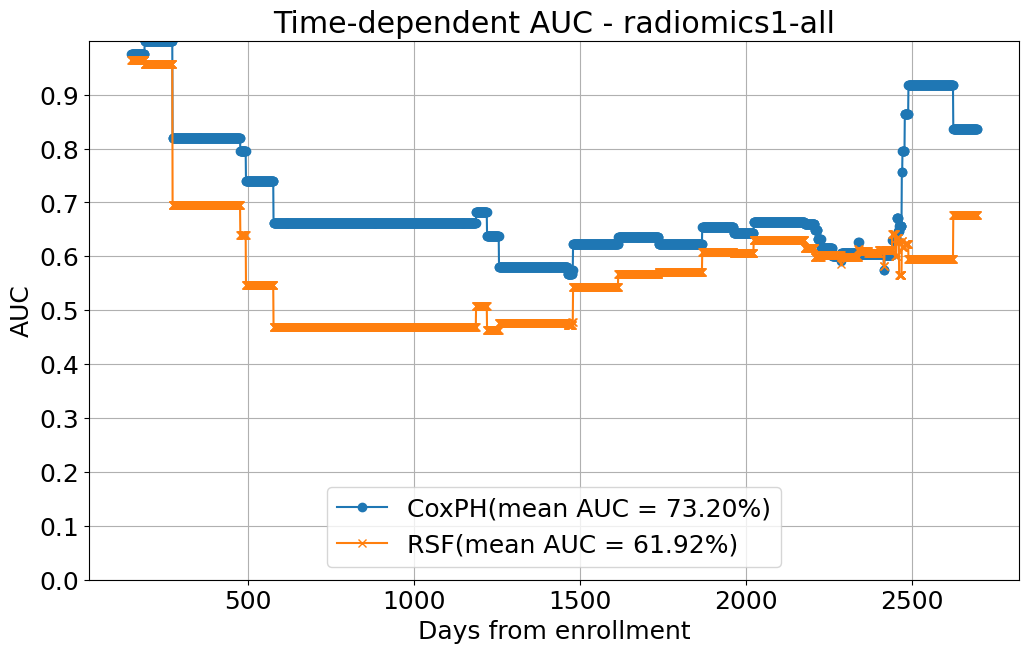 Time-dependent AUC - radiomics1-all
AUC
0.9
0.8
0.7
0.6
0.5
0.4
0.3
0.2
0.1
0.0
CoxPH(mean AUC = 73.20%)
RSF(mean AUC = 61.92%)
500 1000 1500 2000 2500
Days from enrollment